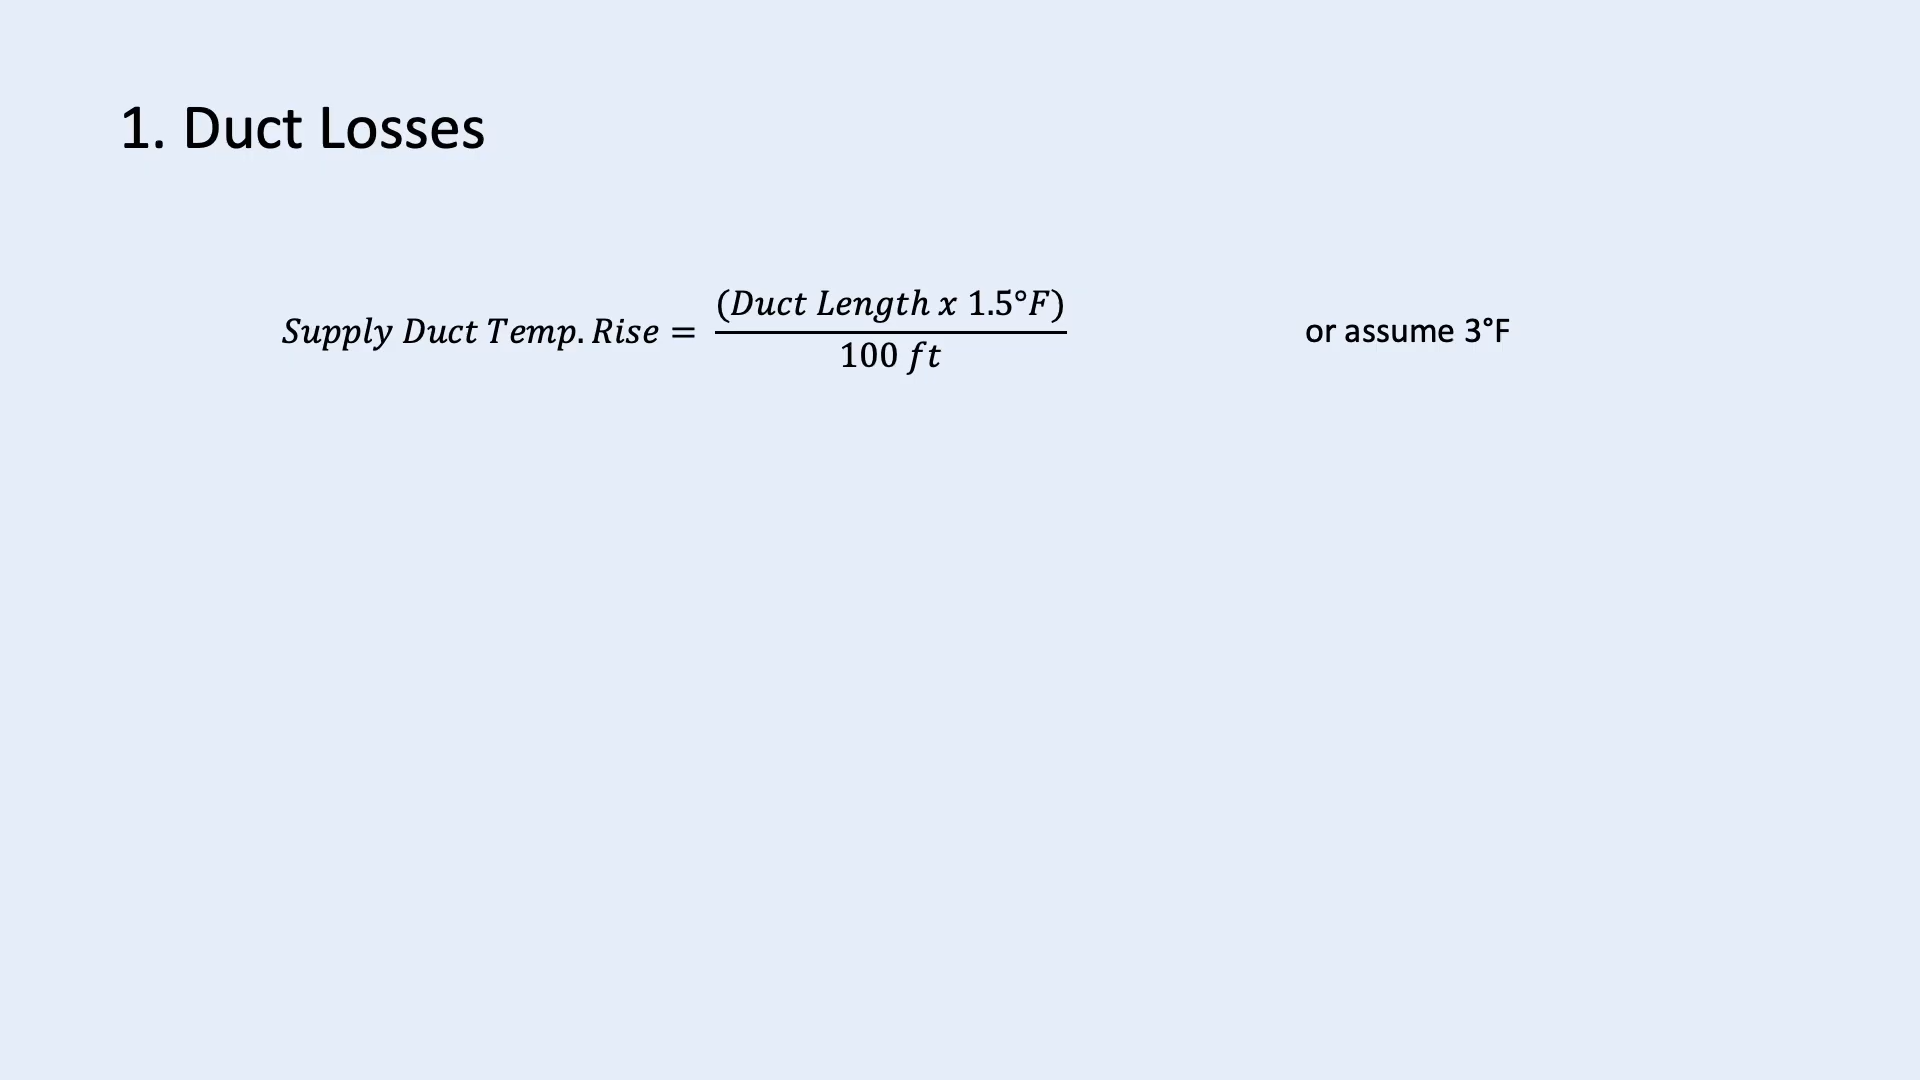 1. Duct Losses
Supply Duct Temp. Rise = (Duct Length x 1.5°F) / 100 ft
or assume 3°F